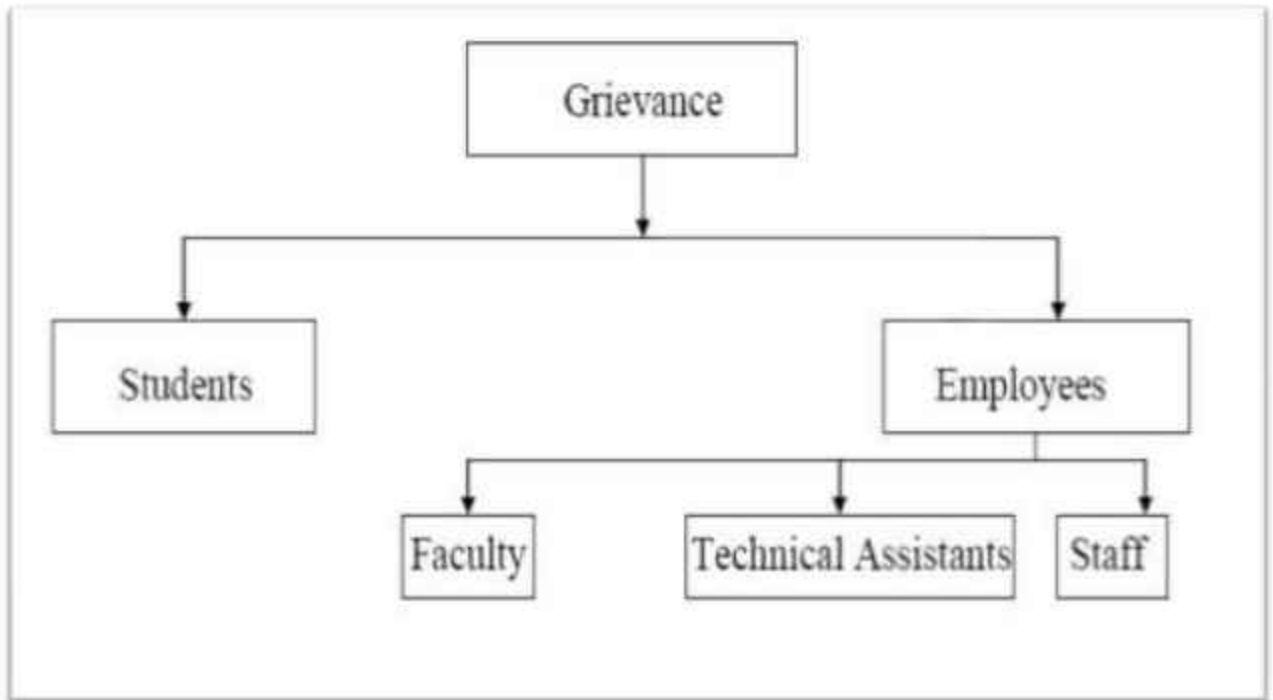 Grievance
Students
Employees
Faculty
Technical Assistants
Staff